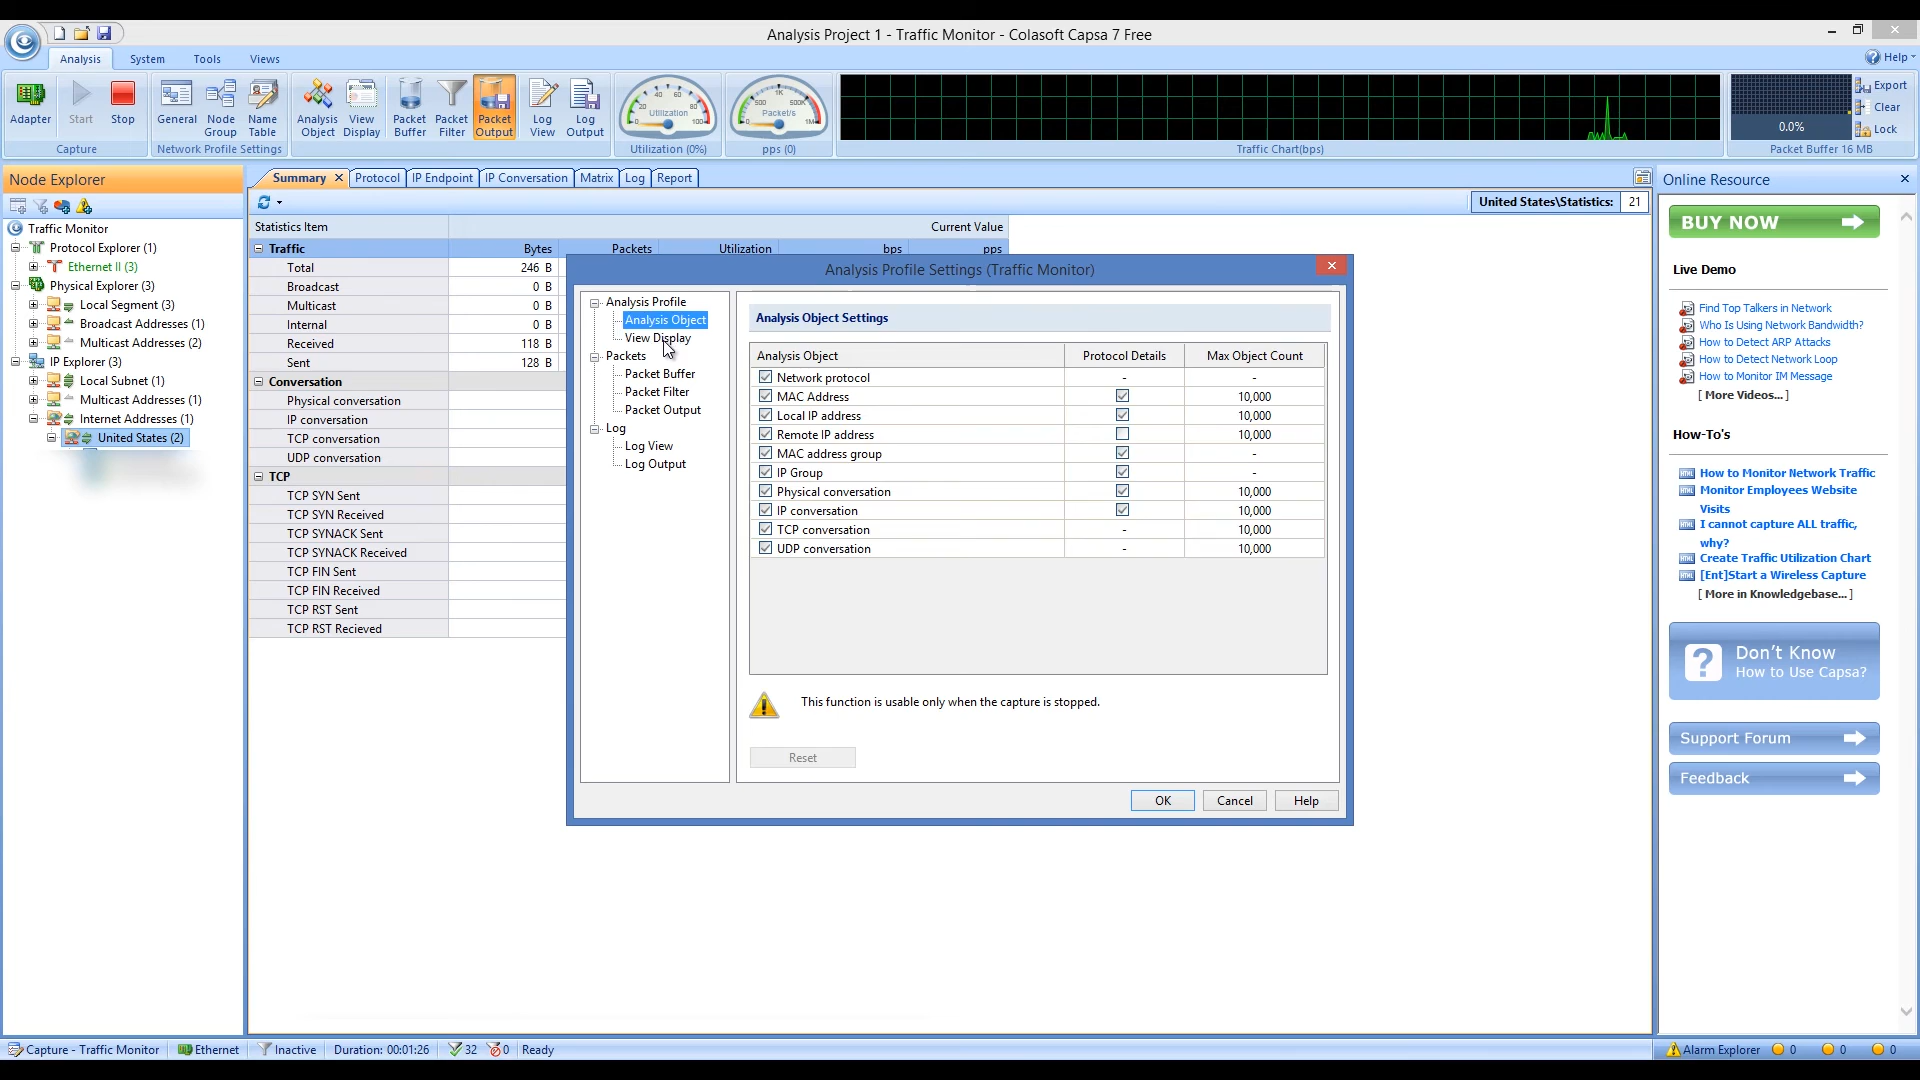 Analysis Project 1 - Traffic Monitor - Colasoft Capsa 7 Free
Analysis System Tools Views Help
Adapter Start Stop General Node Group Name Table Analysis Object View Display Packet Buffer Packet Filter Packet Output Log View Log Output
Capture Network Profile Settings
20 40 60 80 100 Utilization
Utilization (0%)
0 500 1K 500K 1M Packet/s
pps (0)
Traffic Chart(bps)
0.0%
Packet Buffer 16 MB
Export
Clear
Lock
Node Explorer
Traffic Monitor
Protocol Explorer (1)
Ethernet II (3)
Physical Explorer (3)
Local Segment (3)
Broadcast Addresses (1)
Multicast Addresses (2)
IP Explorer (3)
Local Subnet (1)
Multicast Addresses (1)
Internet Addresses (1)
United States (2)
Summary Protocol IP Endpoint IP Conversation Matrix Log Report
United States\Statistics: 21
Statistics Item Current Value
Traffic Bytes Packets Utilization bps pps
Total 246 B
Broadcast 0 B
Multicast 0 B
Internal 0 B
Received 118 B
Sent 128 B
Conversation
Physical conversation
IP conversation
TCP conversation
UDP conversation
TCP
TCP SYN Sent
TCP SYN Received
TCP SYNACK Sent
TCP SYNACK Received
TCP FIN Sent
TCP FIN Received
TCP RST Sent
TCP RST Recieved
Analysis Profile Settings (Traffic Monitor)
Analysis Profile
Analysis Object
View Display
Packets
Packet Buffer
Packet Filter
Packet Output
Log
Log View
Log Output
Analysis Object Settings
Analysis Object Protocol Details Max Object Count
Network protocol - -
MAC Address 10,000
Local IP address 10,000
Remote IP address 10,000
MAC address group -
IP Group -
Physical conversation 10,000
IP conversation 10,000
TCP conversation - 10,000
UDP conversation - 10,000
This function is usable only when the capture is stopped.
Reset
OK Cancel Help
Online Resource
BUY NOW
Live Demo
Find Top Talkers in Network
Who Is Using Network Bandwidth?
How to Detect ARP Attacks
How to Detect Network Loop
How to Monitor IM Message
[ More Videos... ]
How-To's
How to Monitor Network Traffic
Monitor Employees Website
Visits
I cannot capture ALL traffic,
why?
Create Traffic Utilization Chart
[Ent]Start a Wireless Capture
[ More in Knowledgebase... ]
? Don't Know
How to Use Capsa?
Support Forum
Feedback
Capture - Traffic Monitor Ethernet Inactive Duration: 00:01:26 32 0 Ready Alarm Explorer 0 0 0